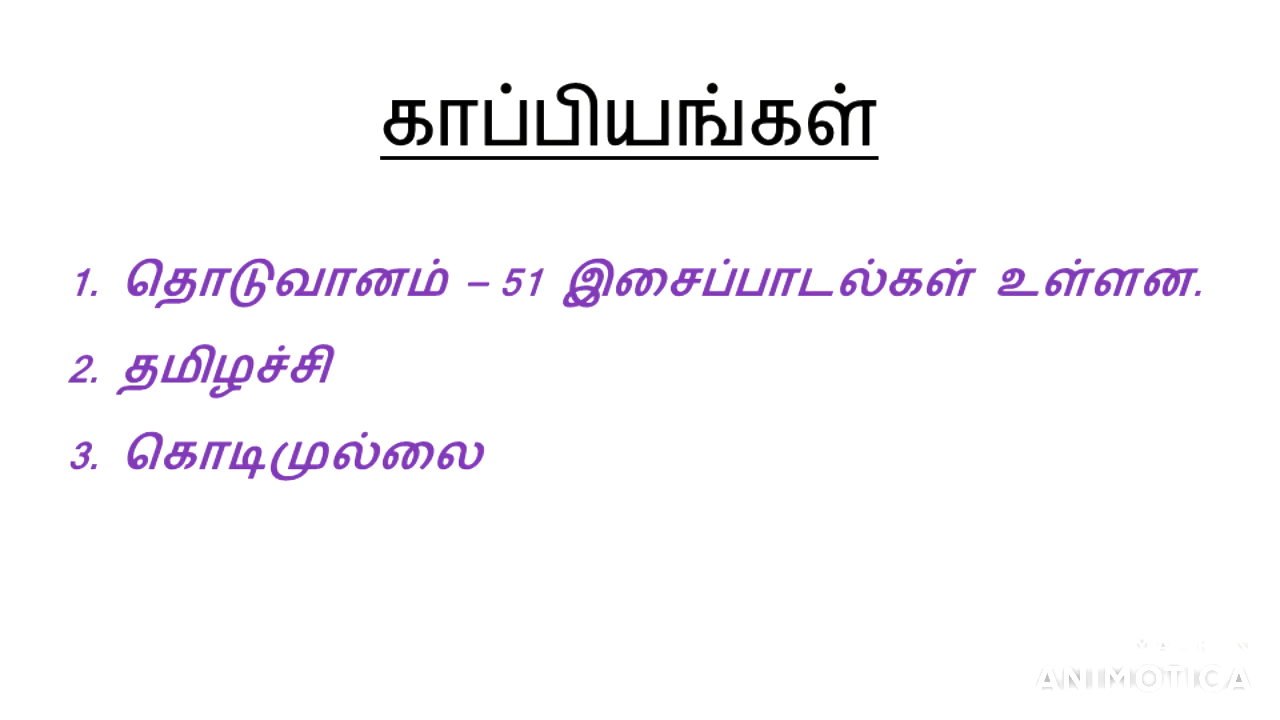 காப்பியங்கள்
1. தொடுவானம் – 51 இசைப்பாடல்கள் உள்ளன.
2. தமிழச்சி
3. கொடிமுல்லை
ANIMOTICA